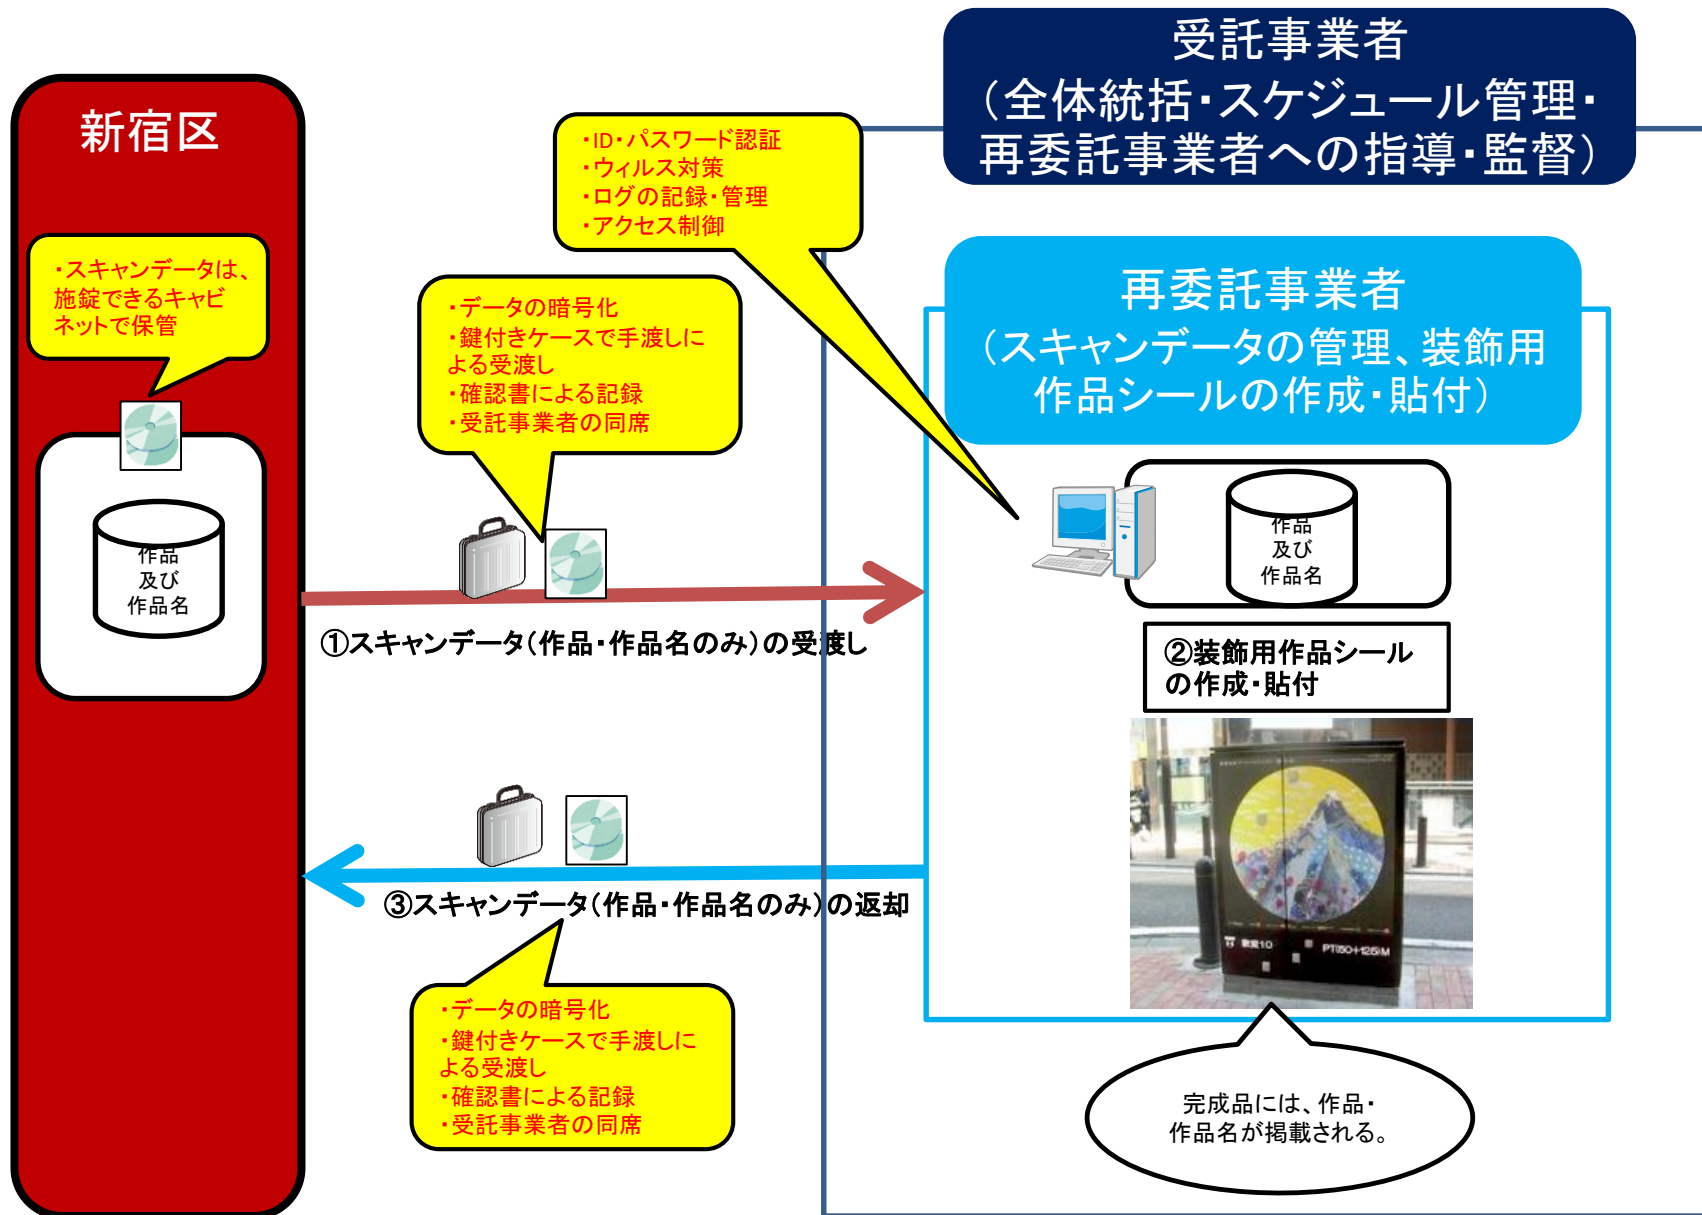 受託事業者
（全体統括・スケジュール管理・
再委託事業者への指導・監督）
新宿区
・ID・パスワード認証
・ウィルス対策
・ログの記録・管理
・アクセス制御
・スキャンデータは、
施錠できるキャビ
ネットで保管
・データの暗号化
・鍵付きケースで手渡しに
よる受渡し
・確認書による記録
・受託事業者の同席
再委託事業者
（スキャンデータの管理、装飾用
作品シールの作成・貼付）
作品
及び
作品名
作品
及び
作品名
①スキャンデータ（作品・作品名のみ）の受渡し
②装飾用作品シール
の作成・貼付
歌変10
PT(50+125)M
③スキャンデータ（作品・作品名のみ）の返却
・データの暗号化
・鍵付きケースで手渡しに
よる受渡し
・確認書による記録
・受託事業者の同席
完成品には、作品・
作品名が掲載される。